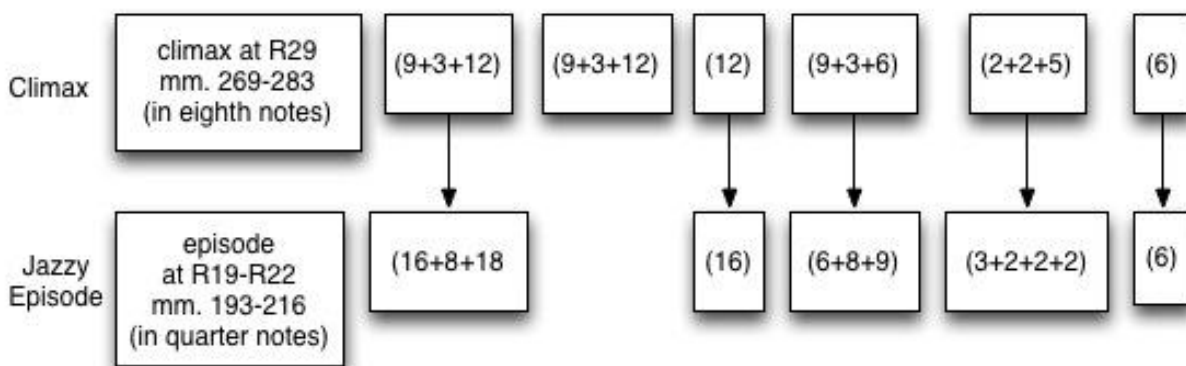 Climax
climax at R29
mm. 269-283
(in eighth notes)
(9+3+12)
(9+3+12)
(12)
(9+3+6)
(2+2+5)
(6)
Jazzy
Episode
episode
at R19-R22
mm. 193-216
(in quarter notes)
(16+8+18
(16)
(6+8+9)
(3+2+2+2)
(6)